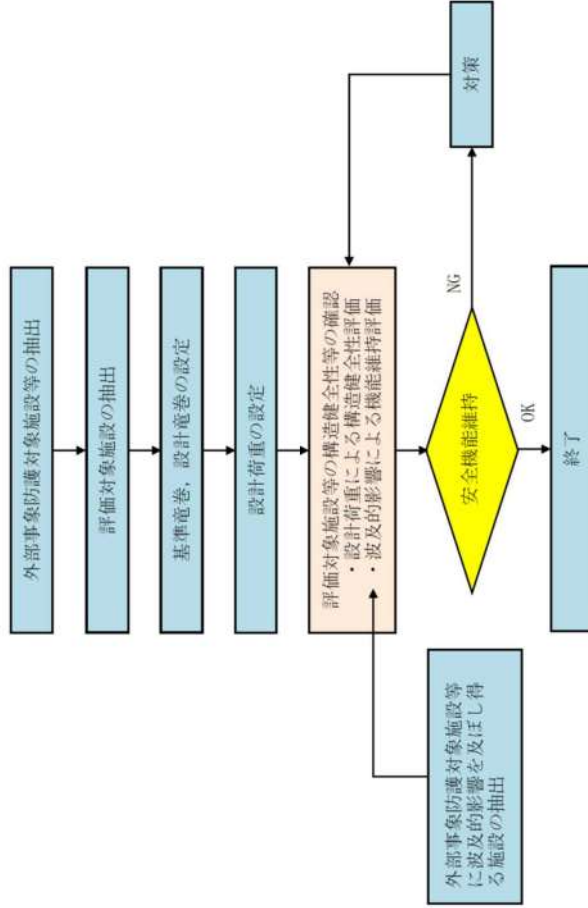 外部事象防護対象施設等の抽出
評価対象施設の抽出
基準竜巻，設計竜巻の設定
設計荷重の設定
評価対象施設等の構造健全性等の確認
・設計荷重による構造健全性評価
・波及的影響による機能維持評価
外部事象防護対象施設等
に波及的影響を及ぼし得
る施設の抽出
安全機能維持
NG
対策
OK
終了